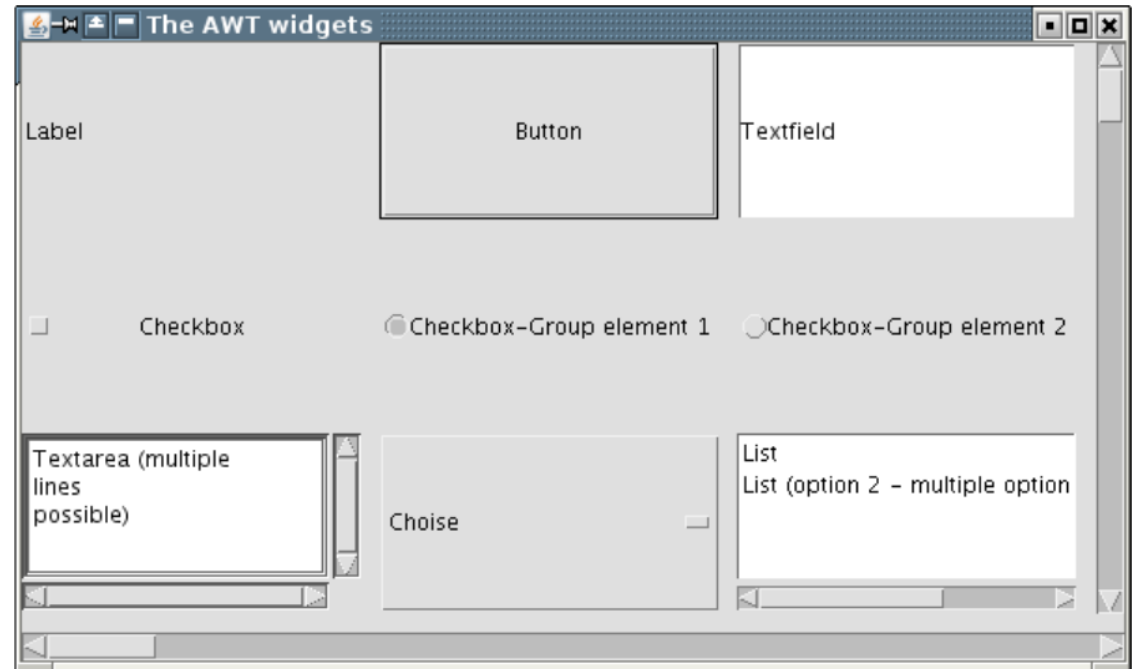 The AWT widgets
Label
Button
Textfield
Checkbox
Checkbox-Group element 1
Checkbox-Group element 2
Textarea (multiple
lines
possible)
Choise
List
List (option 2 - multiple option